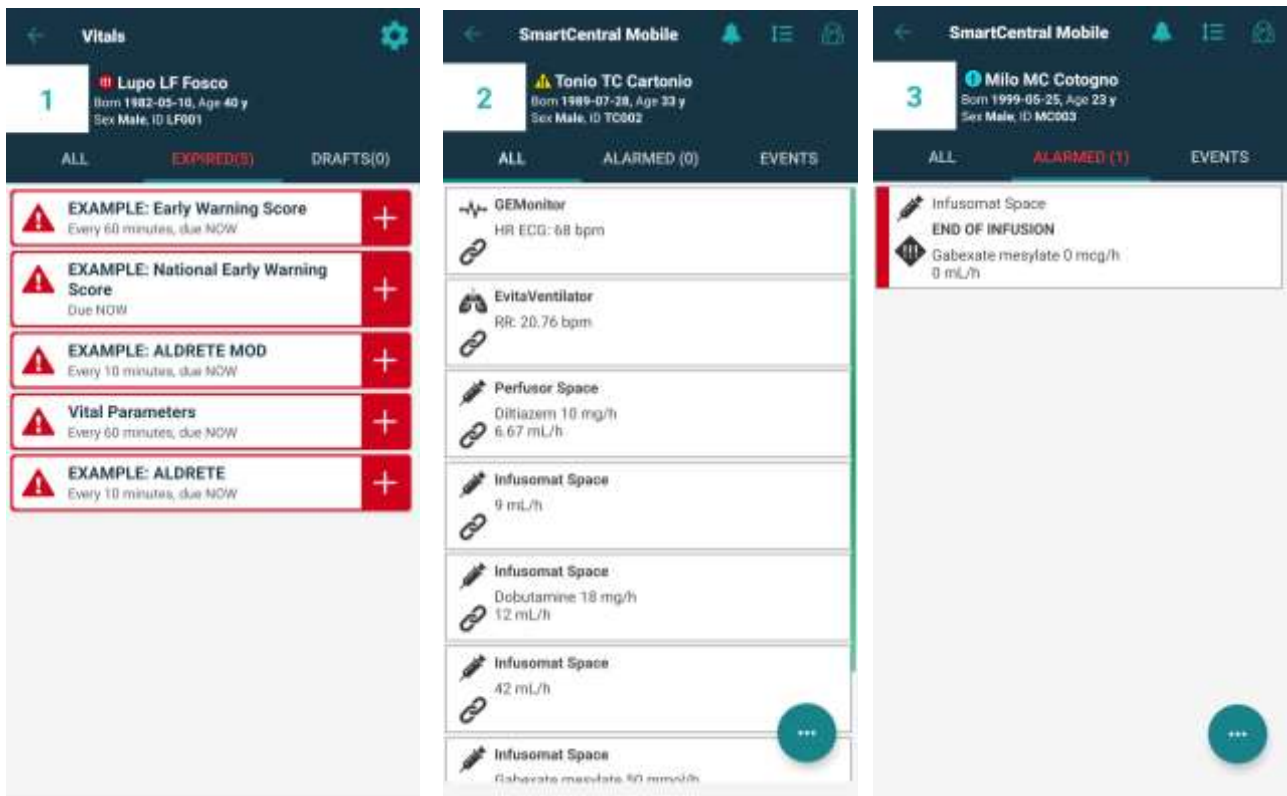 Vitals
1
Lupo LF Fosco
Born 1982-05-10, Age 40 y
Sex Male, ID LF001
ALL EXPIRED(5) DRAFTS(0)
EXAMPLE: Early Warning Score
Every 60 minutes, due NOW
+
EXAMPLE: National Early Warning
Score
Due NOW
+
EXAMPLE: ALDRETE MOD
Every 10 minutes, due NOW
+
Vital Parameters
Every 60 minutes, due NOW
+
EXAMPLE: ALDRETE
Every 10 minutes, due NOW
+
SmartCentral Mobile
2
Tonio TC Cartonio
Born 1989-07-28, Age 33 y
Sex Male, ID TC002
ALL ALARMED (0) EVENTS
GEMonitor
HR ECG: 68 bpm
EvitaVentilator
RR: 20.76 bpm
Perfusor Space
Diltiazem 10 mg/h
6.67 mL/h
Infusomat Space
9 mL/h
Infusomat Space
Dobutamine 18 mg/h
12 mL/h
Infusomat Space
42 mL/h
Infusomat Space
Gabexate mesylate 50 mmol/h
SmartCentral Mobile
3
Milo MC Cotogno
Born 1999-05-25, Age 23 y
Sex Male, ID MC003
ALL ALARMED (1) EVENTS
Infusomat Space
END OF INFUSION
Gabexate mesylate 0 mcg/h
0 mL/h